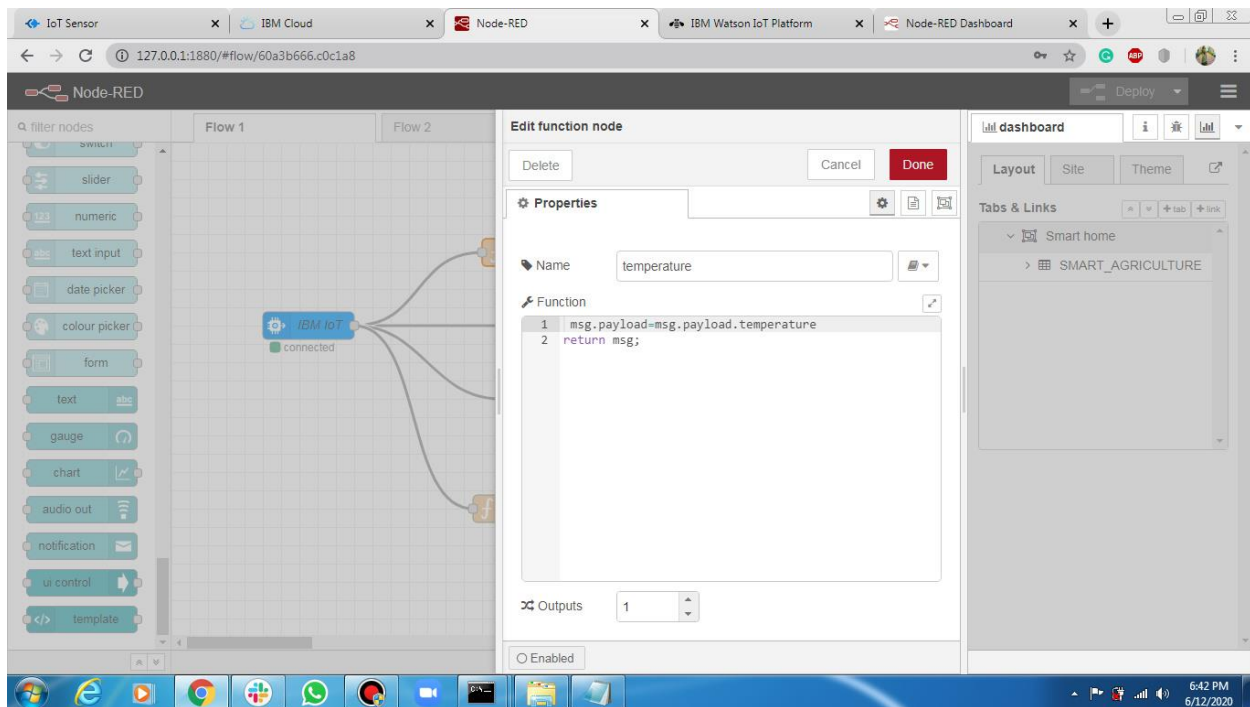 IoT Sensor
IBM Cloud
Node-RED
IBM Watson IoT Platform
Node-RED Dashboard
127.0.0.1:1880/#flow/60a3b666.c0c1a8
ABP
Node-RED
Deploy
filter nodes
Flow 1
Flow 2
Edit function node
dashboard
Delete
Cancel
Done
Layout
Site
Theme
Properties
Tabs & Links
+ tab
+ link
switch
slider
123
numeric
abc
text input
date picker
colour picker
form
text
abc
gauge
chart
audio out
notification
ui control
</>
template
IBM IoT
connected
Smart home
SMART_AGRICULTURE
Name
temperature
Function
1 msg.payload=msg.payload.temperature
2 return msg;
Outputs
1
Enabled
6:42 PM
6/12/2020